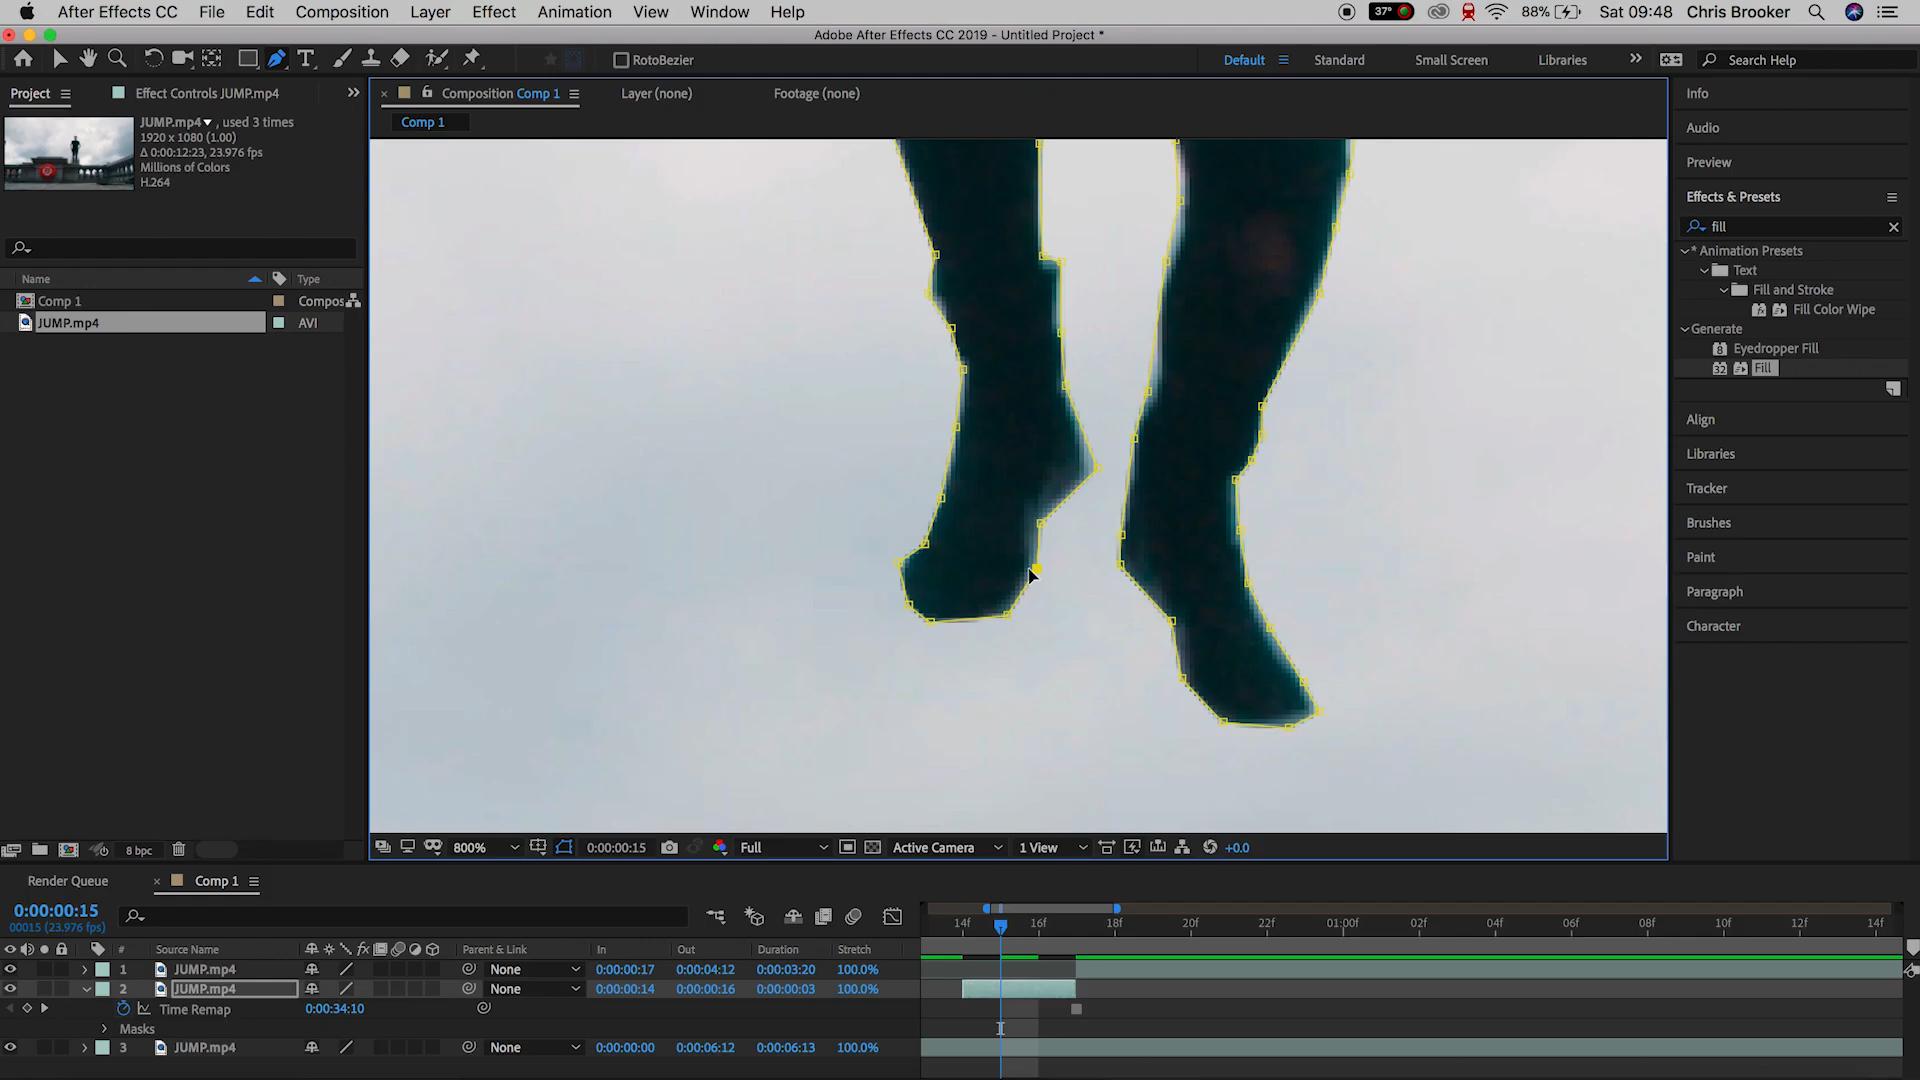 After Effects CC File Edit Composition Layer Effect Animation View Window Help 37° 88% Sat 09:48 Chris Brooker
Adobe After Effects CC 2019 - Untitled Project *
RotoBezier Default Standard Small Screen Libraries Search Help
Project Effect Controls JUMP.mp4 Composition Comp 1 Layer (none) Footage (none) Info
Comp 1
JUMP.mp4 , used 3 times
1920 x 1080 (1.00)
Δ 0:00:12:23, 23.976 fps
Millions of Colors
H.264
Name Type
Comp 1 Compos
JUMP.mp4 AVI
Audio
Preview
Effects & Presets
fill
* Animation Presets
Text
Fill and Stroke
Fill Color Wipe
Generate
Eyedropper Fill
Fill
Align
Libraries
Tracker
Brushes
Paint
Paragraph
Character
8 bpc 800% 0:00:00:15 Full Active Camera 1 View +0.0
Render Queue Comp 1
0:00:00:15
00015 (23.976 fps)
14f 16f 18f 20f 22f 01:00f 02f 04f 06f 08f 10f 12f 14f
# Source Name Parent & Link In Out Duration Stretch
1 JUMP.mp4 None 0:00:00:17 0:00:04:12 0:00:03:20 100.0%
2 JUMP.mp4 None 0:00:00:14 0:00:00:16 0:00:00:03 100.0%
Time Remap 0:00:34:10
Masks
3 JUMP.mp4 None 0:00:00:00 0:00:06:12 0:00:06:13 100.0%